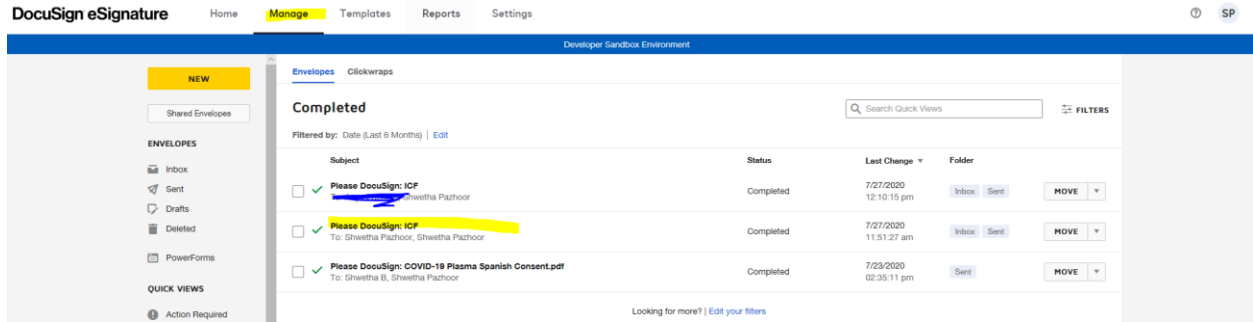 DocuSign eSignature Home Manage Templates Reports Settings SP
Developer Sandbox Environment
NEW
Shared Envelopes
ENVELOPES
Inbox
Sent
Drafts
Deleted
PowerForms
QUICK VIEWS
Action Required
Envelopes Clickwraps
Completed
Search Quick Views
FILTERS
Filtered by: Date (Last 6 Months) | Edit
Subject Status Last Change Folder
Please DocuSign: ICF
Shwetha Pazhoor
Completed
7/27/2020
12:10:15 pm
Inbox Sent
MOVE
Please DocuSign: ICF
To: Shwetha Pazhoor, Shwetha Pazhoor
Completed
7/27/2020
11:51:27 am
Inbox Sent
MOVE
Please DocuSign: COVID-19 Plasma Spanish Consent.pdf
To: Shwetha B, Shwetha Pazhoor
Completed
7/23/2020
02:35:11 pm
Sent
MOVE
Looking for more? | Edit your filters